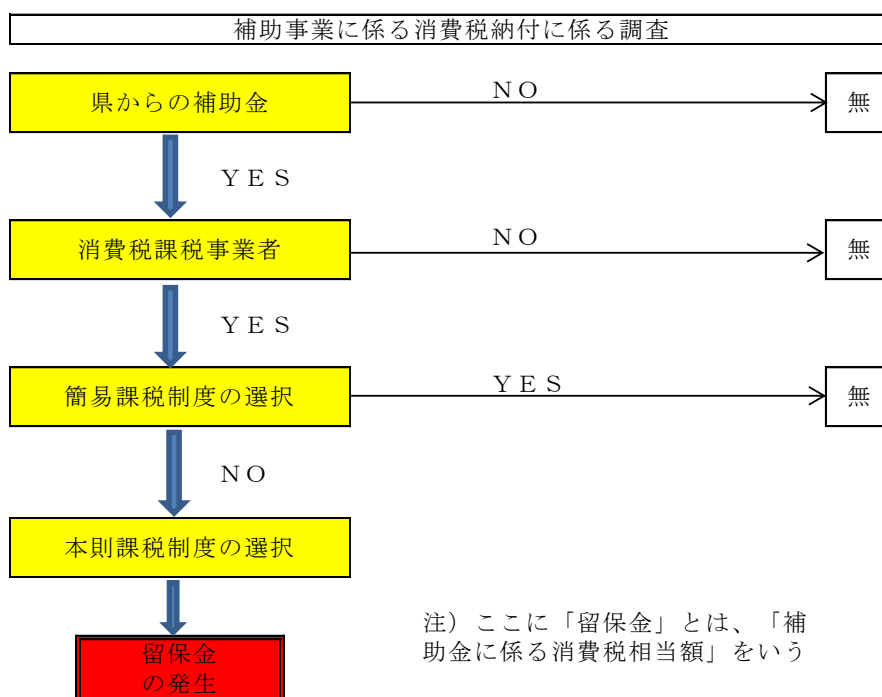 補助事業に係る消費税納付に係る調査
県からの補助金
ＮＯ
無
ＹＥＳ
消費税課税事業者
ＮＯ
無
ＹＥＳ
簡易課税制度の選択
ＹＥＳ
無
ＮＯ
本則課税制度の選択
注）ここに「留保金」とは、「補
助金に係る消費税相当額」をいう
留保金
の発生